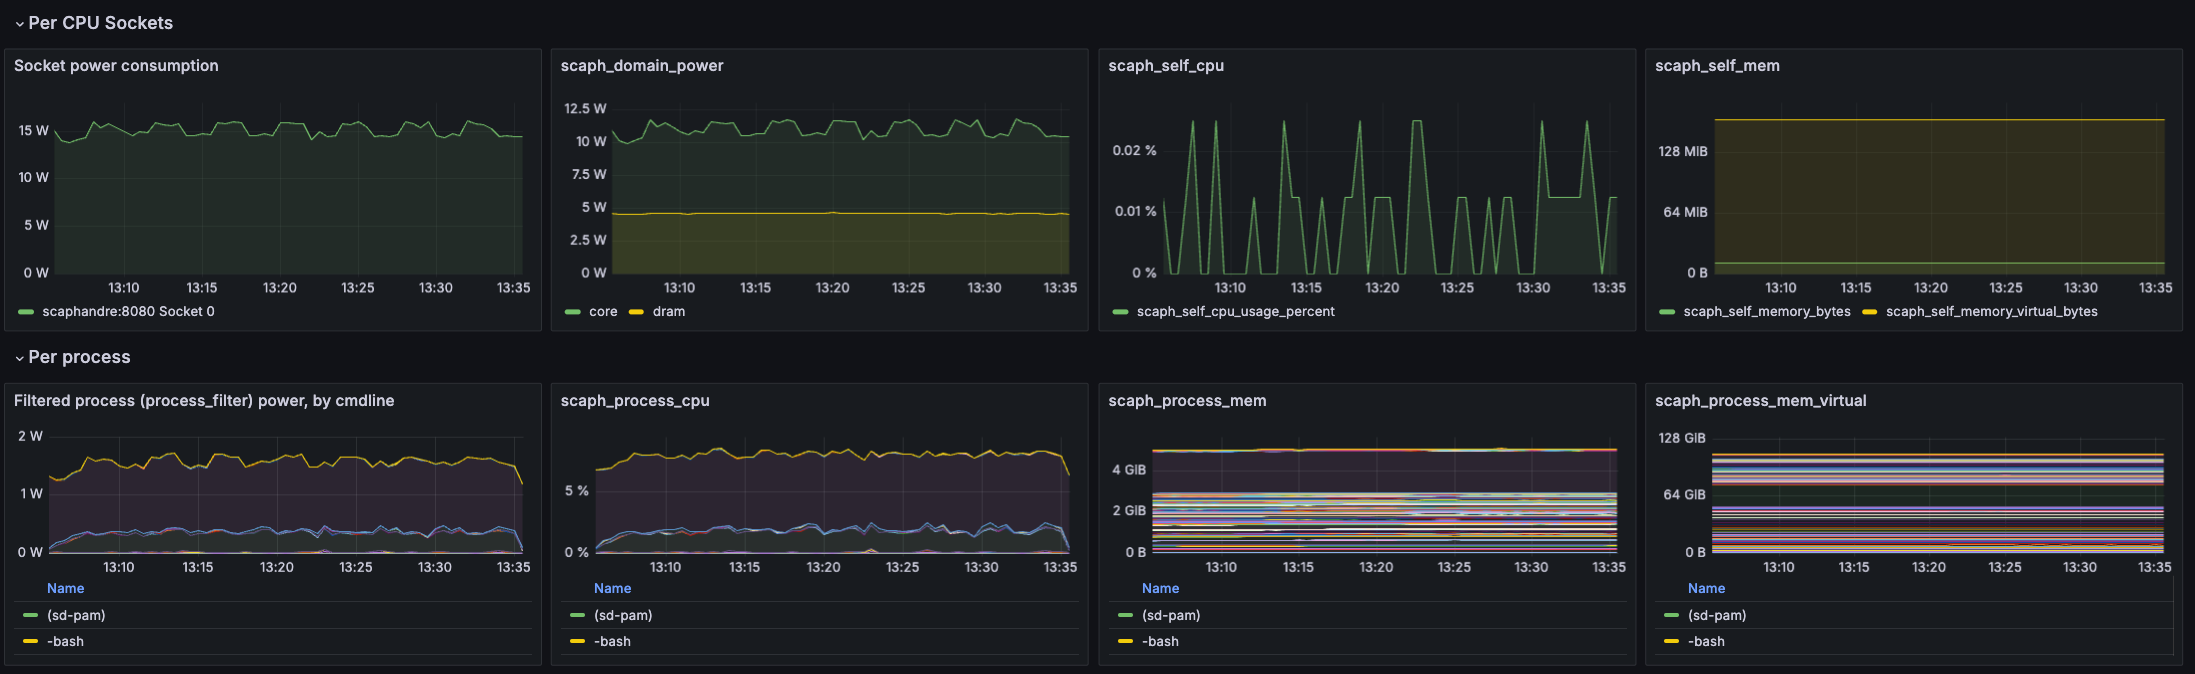 Per CPU Sockets
Socket power consumption
15 W
10 W
5 W
0 W
13:10 13:15 13:20 13:25 13:30 13:35
scaphandre:8080 Socket 0
scaph_domain_power
12.5 W
10 W
7.5 W
5 W
2.5 W
0 W
13:10 13:15 13:20 13:25 13:30 13:35
core dram
scaph_self_cpu
0.02 %
0.01 %
0 %
13:10 13:15 13:20 13:25 13:30 13:35
scaph_self_cpu_usage_percent
scaph_self_mem
128 MiB
64 MiB
0 B
13:10 13:15 13:20 13:25 13:30 13:35
scaph_self_memory_bytes scaph_self_memory_virtual_bytes
Per process
Filtered process (process_filter) power, by cmdline
2 W
1 W
0 W
13:10 13:15 13:20 13:25 13:30 13:35
Name
(sd-pam)
-bash
scaph_process_cpu
5 %
0 %
13:10 13:15 13:20 13:25 13:30 13:35
Name
(sd-pam)
-bash
scaph_process_mem
4 GiB
2 GiB
0 B
13:10 13:15 13:20 13:25 13:30 13:35
Name
(sd-pam)
-bash
scaph_process_mem_virtual
128 GiB
64 GiB
0 B
13:10 13:15 13:20 13:25 13:30 13:35
Name
(sd-pam)
-bash